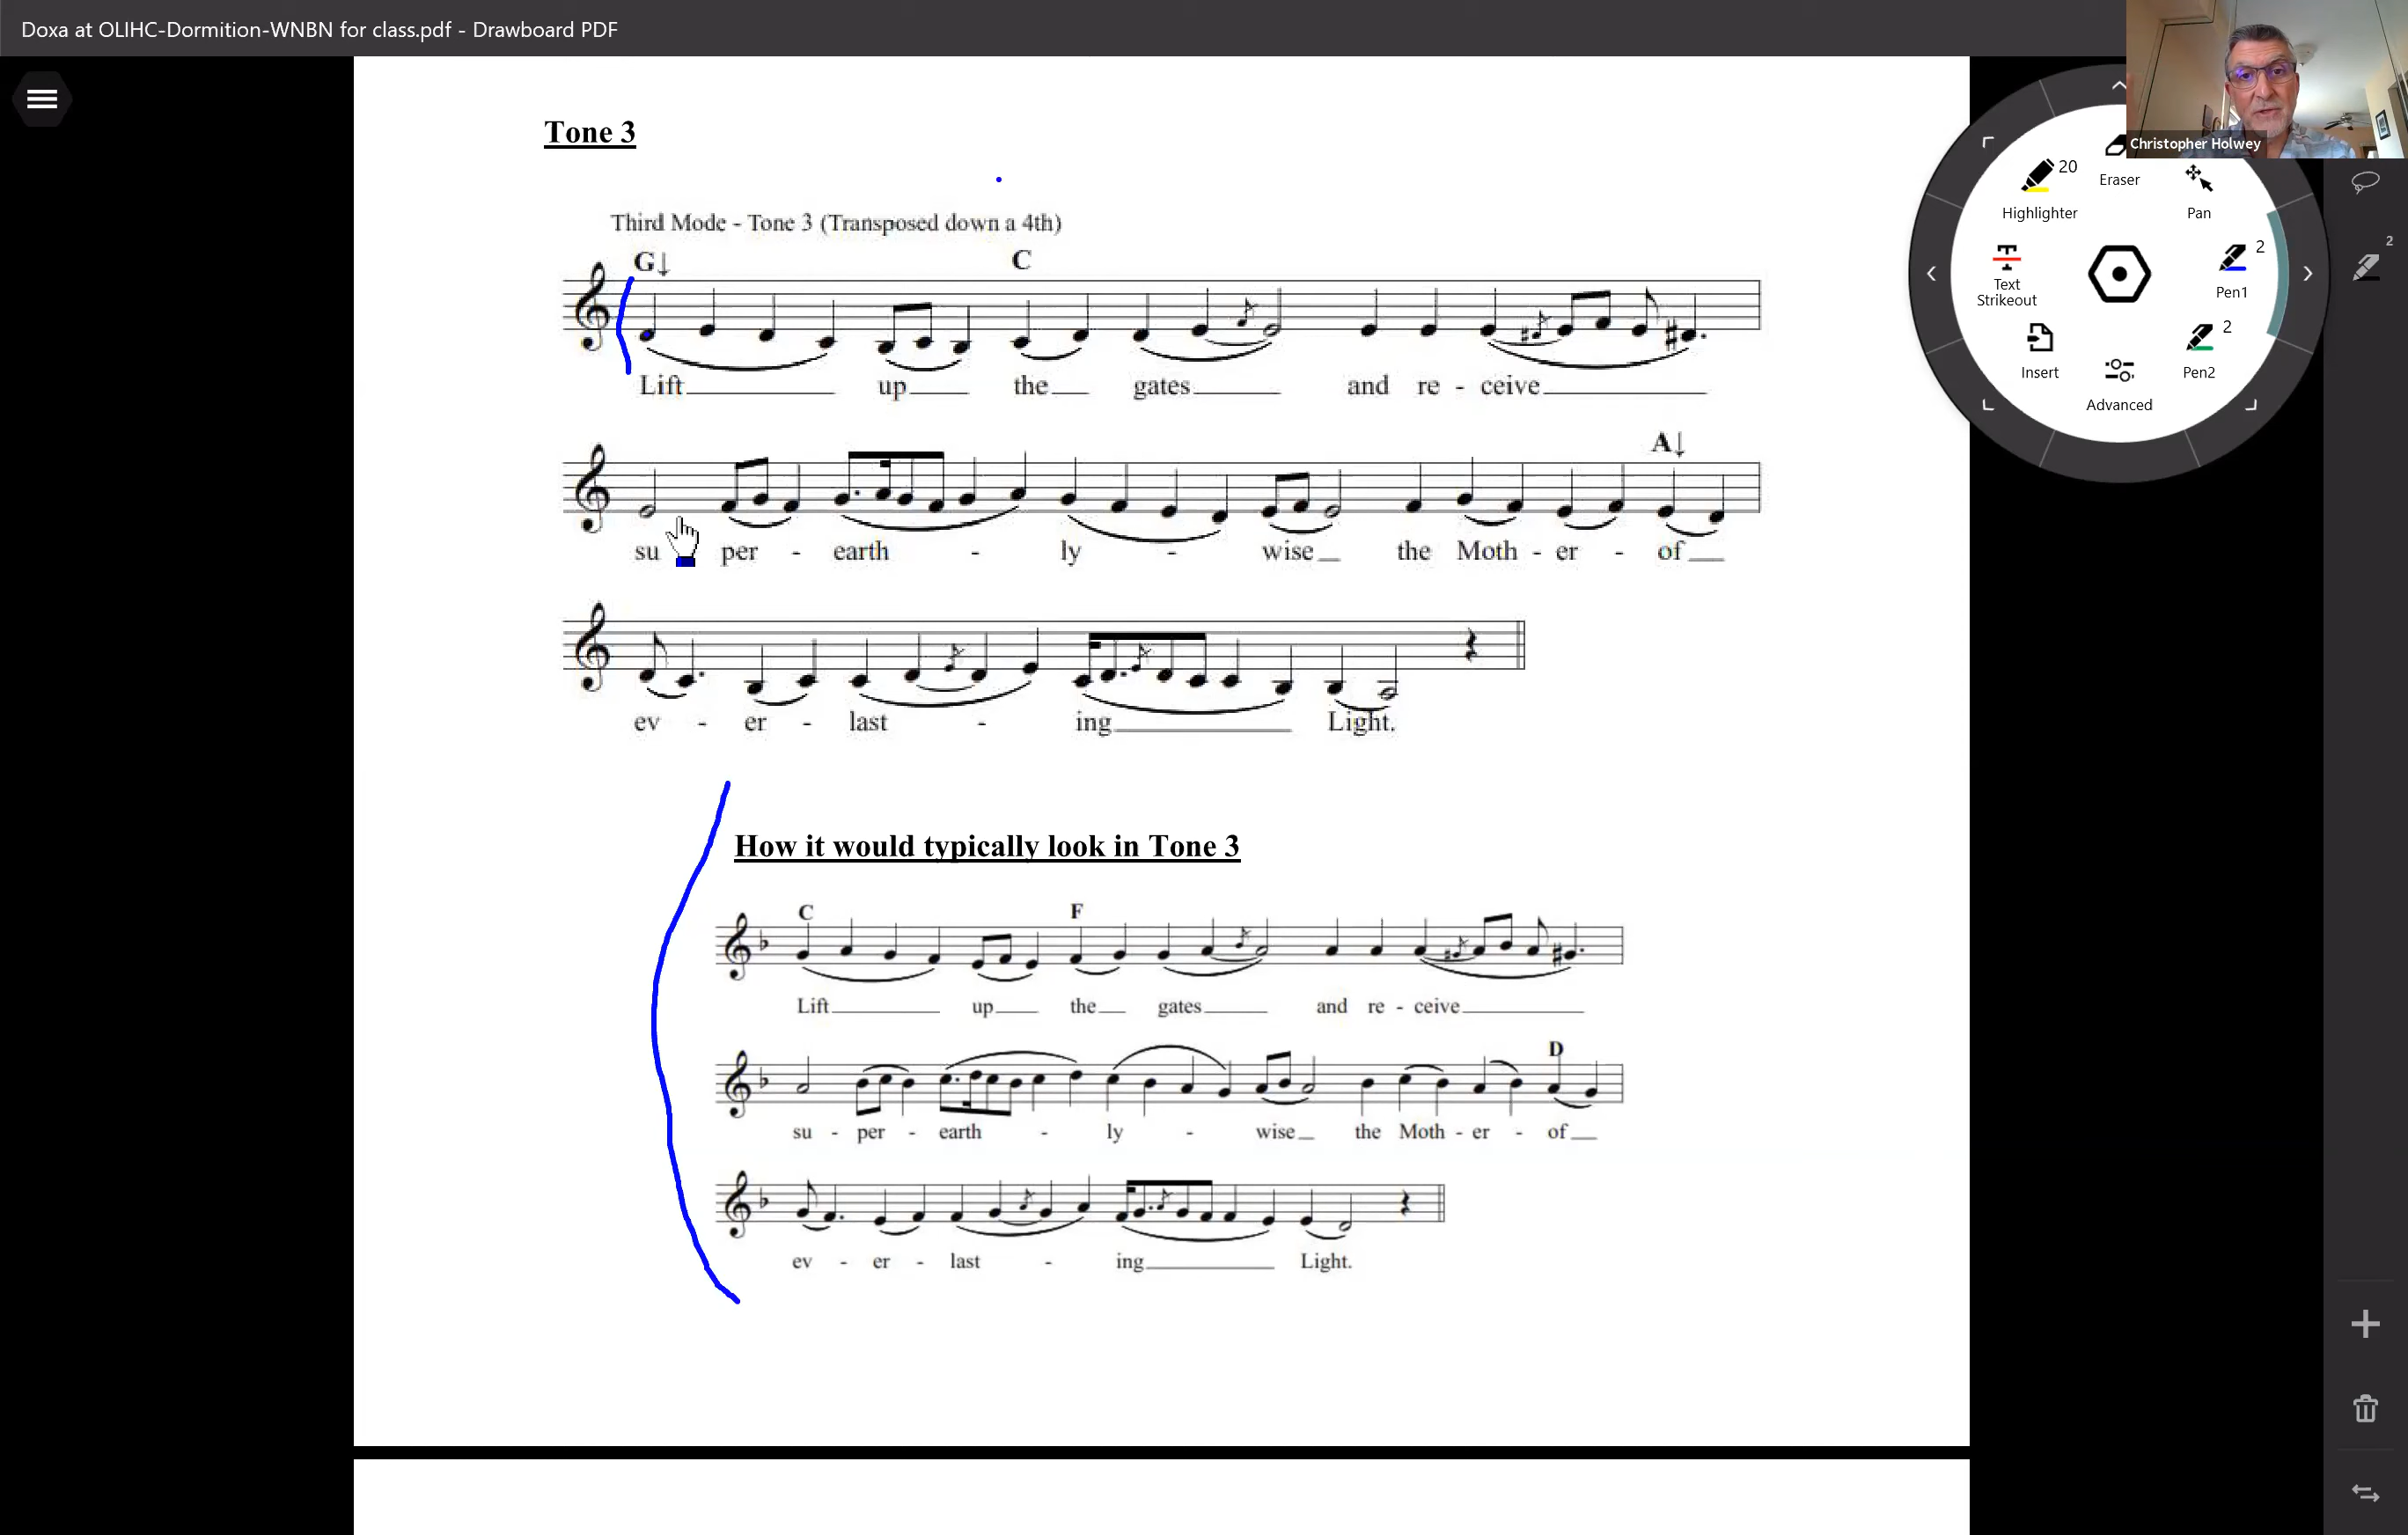 Doxa at OLIHC-Dormition-WNBN for class.pdf - Drawboard PDF
Christopher Holwey
Tone 3
Third Mode - Tone 3 (Transposed down a 4th)
G↓ C
Lift up the gates and re - ceive
A↓
su per - earth - ly - wise the Moth - er - of
ev - er - last - ing Light.
How it would typically look in Tone 3
C F
Lift up the gates and re - ceive
D
su - per - earth - ly - wise the Moth - er - of
ev - er - last - ing Light.
20
Highlighter
Eraser
Pan
Text
Strikeout
2
Pen1
Insert
2
Pen2
Advanced
2